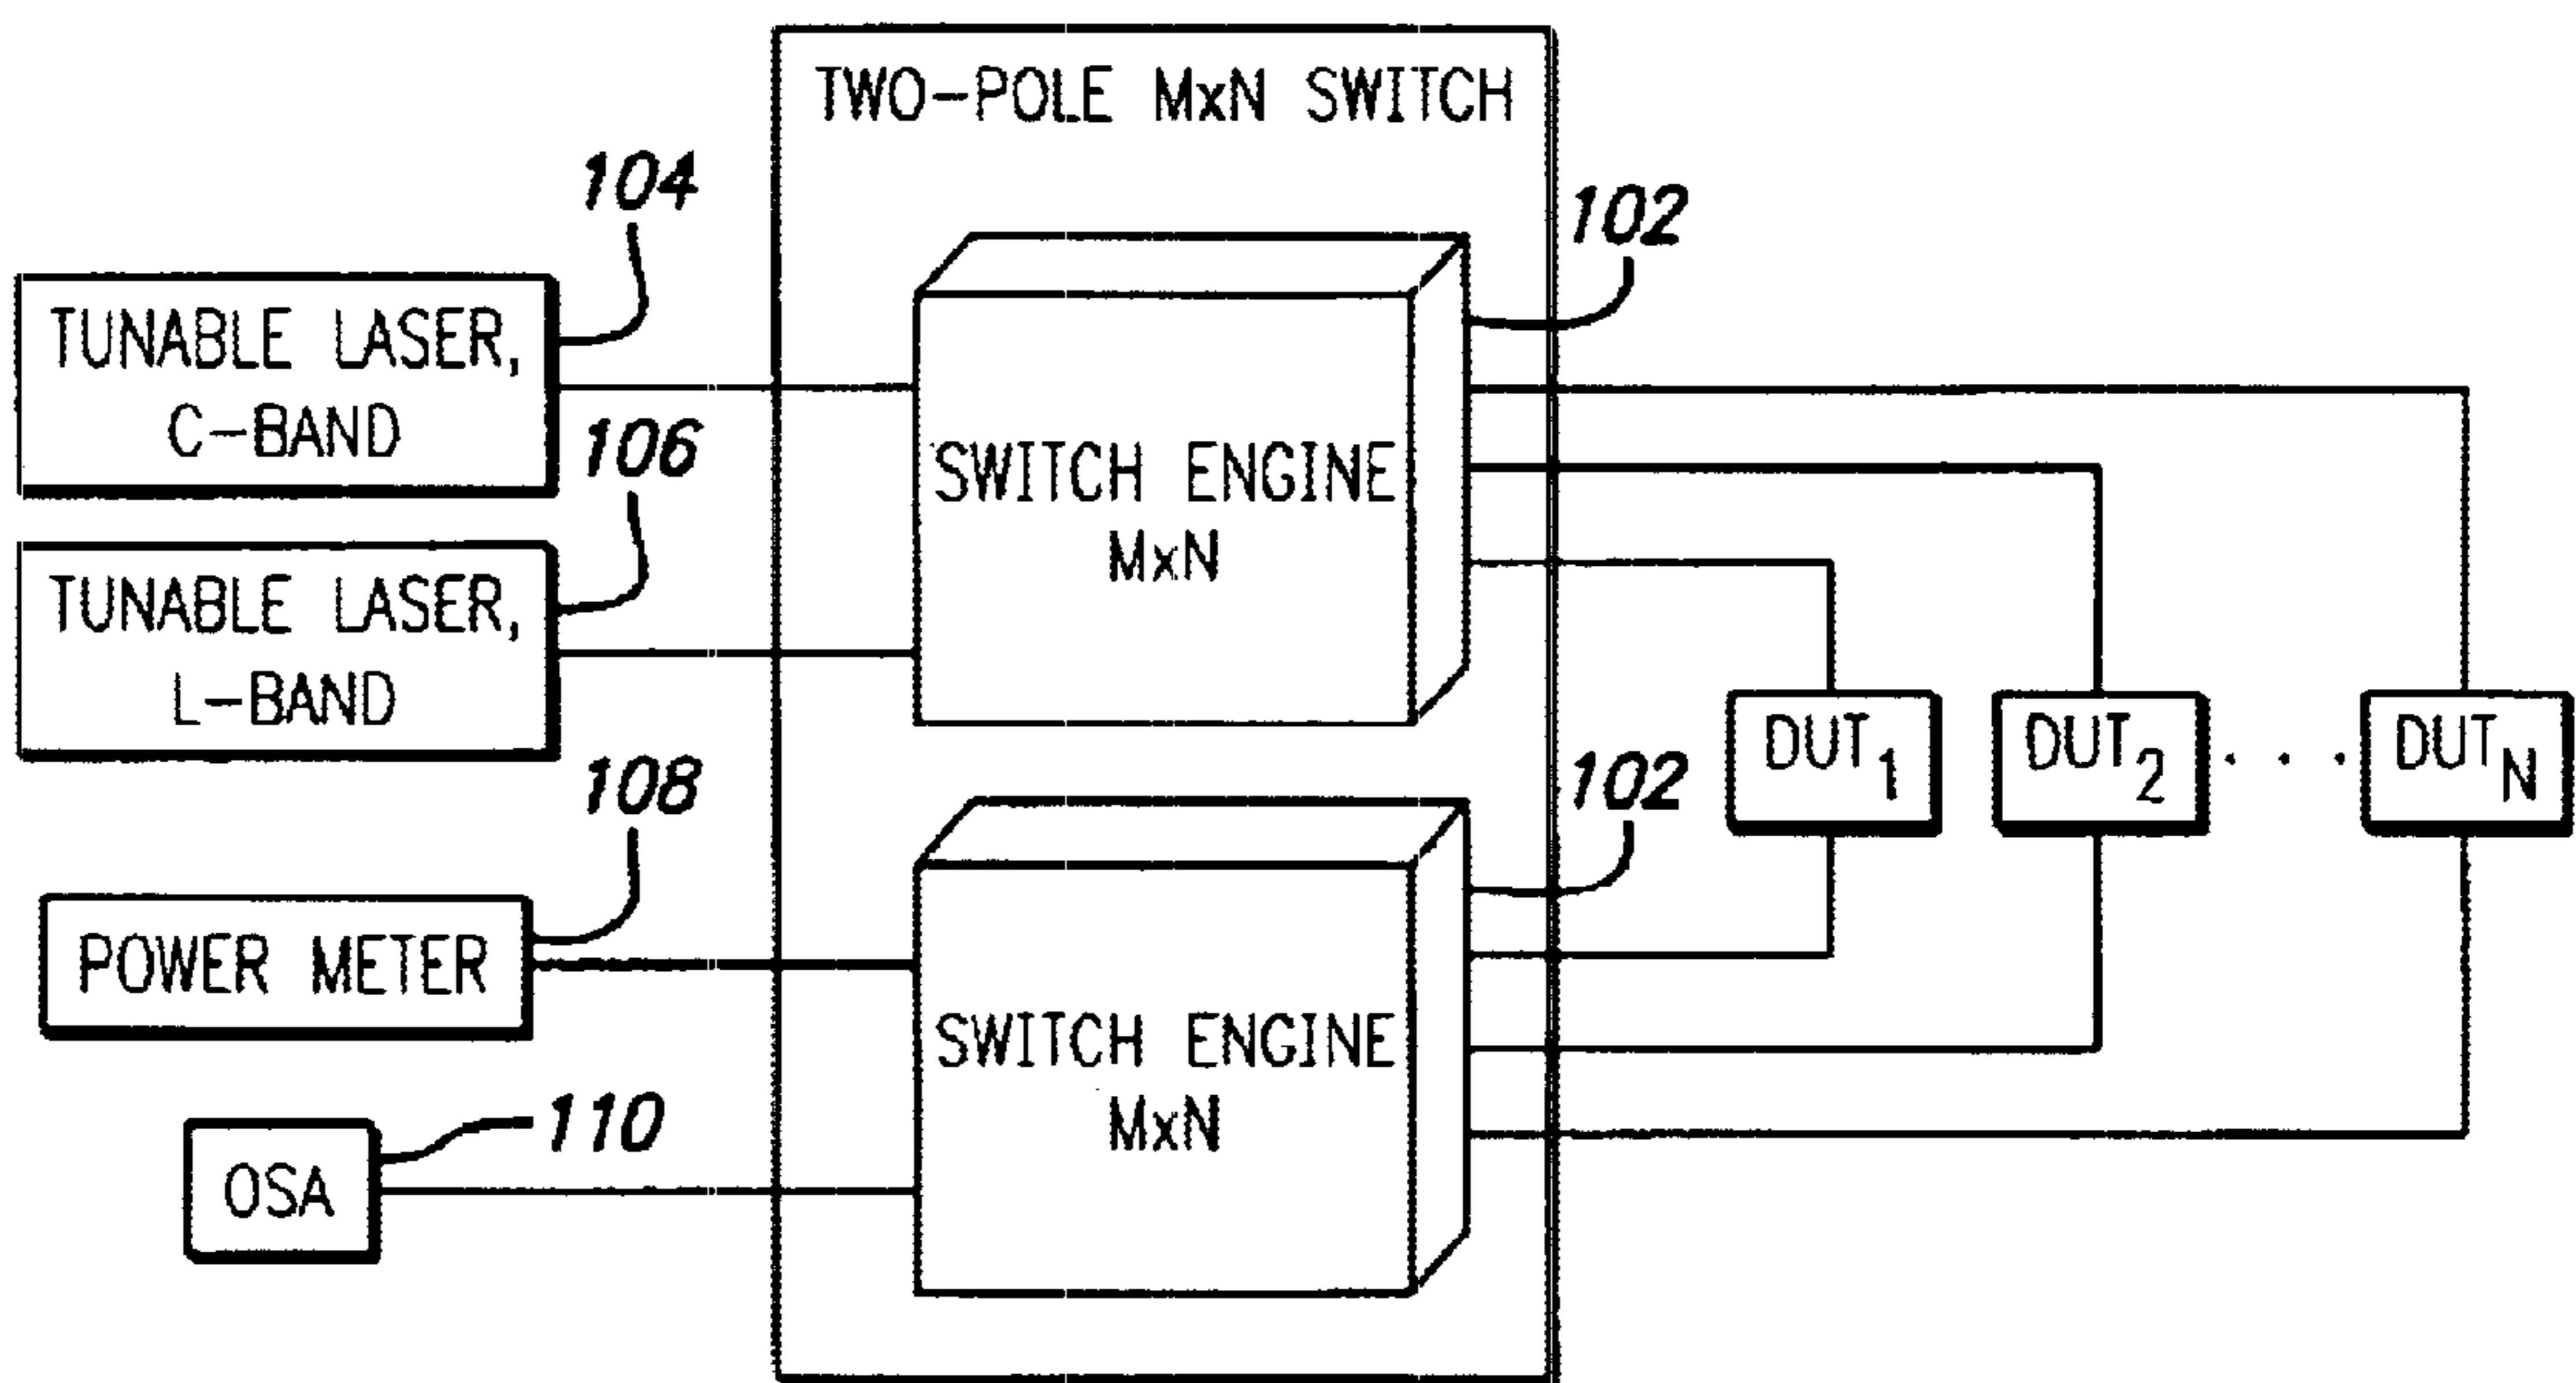 TWO-POLE MxN SWITCH
104
102
TUNABLE LASER,
C-BAND
106
SWITCH ENGINE
MxN
TUNABLE LASER,
L-BAND
DUT1
DUT2
. . .
DUTN
108
102
POWER METER
SWITCH ENGINE
MxN
110
OSA